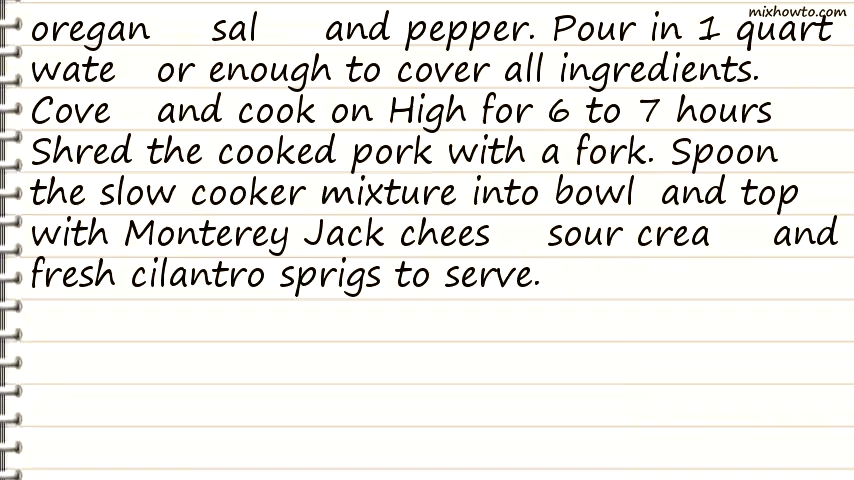 mixhowto.com
oregan sal and pepper. Pour in 1 quart
wate or enough to cover all ingredients.
Cove and cook on High for 6 to 7 hours
Shred the cooked pork with a fork. Spoon
the slow cooker mixture into bowl and top
with Monterey Jack chees sour crea and
fresh cilantro sprigs to serve.